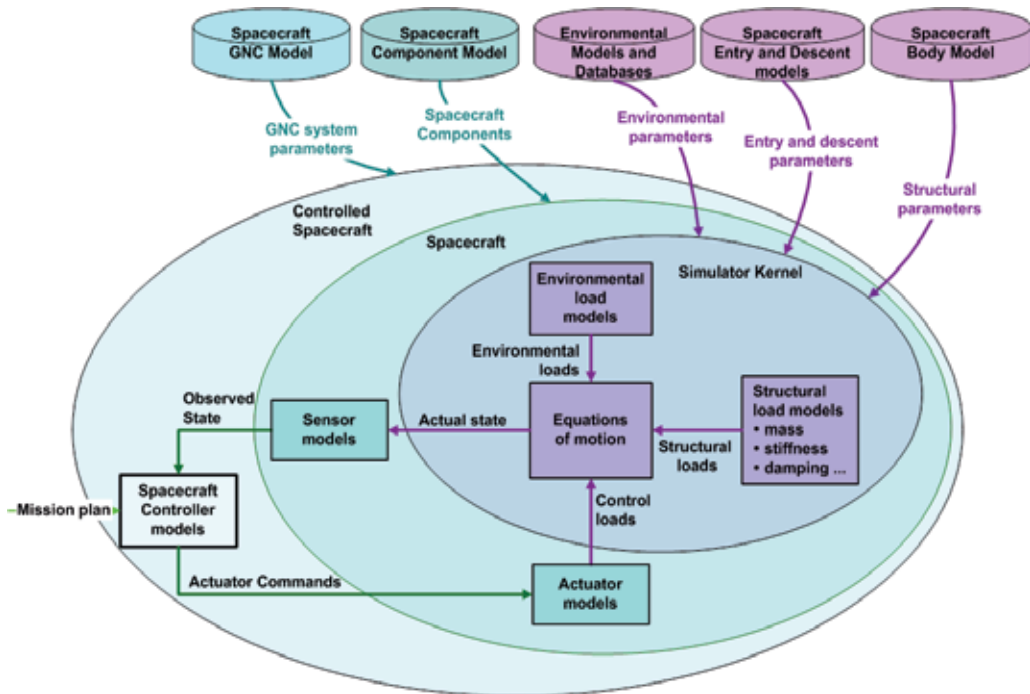 Spacecraft
GNC Model
Spacecraft
Component Model
Environmental
Models and
Databases
Spacecraft
Entry and Descent
models
Spacecraft
Body Model
GNC system
parameters
Spacecraft
Components
Environmental
parameters
Entry and descent
parameters
Structural
parameters
Controlled
Spacecraft
Spacecraft
Simulator Kernel
Environmental
load
models
Environmental
loads
Observed
State
Sensor
models
Actual state
Equations
of motion
Structural
loads
Structural
load models
• mass
• stiffness
• damping ...
Mission plan
Spacecraft
Controller
models
Control
loads
Actuator Commands
Actuator
models